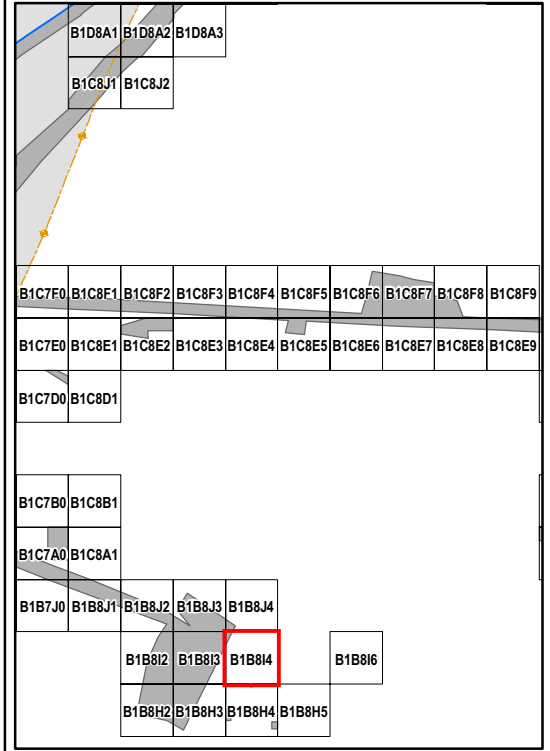 B1D8A1 B1D8A2 B1D8A3
B1C8J1 B1C8J2
B1C7F0 B1C8F1 B1C8F2 B1C8F3 B1C8F4 B1C8F5 B1C8F6 B1C8F7 B1C8F8 B1C8F9
B1C7E0 B1C8E1 B1C8E2 B1C8E3 B1C8E4 B1C8E5 B1C8E6 B1C8E7 B1C8E8 B1C8E9
B1C7D0 B1C8D1
B1C7B0 B1C8B1
B1C7A0 B1C8A1
B1B7J0 B1B8J1 B1B8J2 B1B8J3 B1B8J4
B1B8I2 B1B8I3 B1B8I4 B1B8I6
B1B8H2 B1B8H3 B1B8H4 B1B8H5